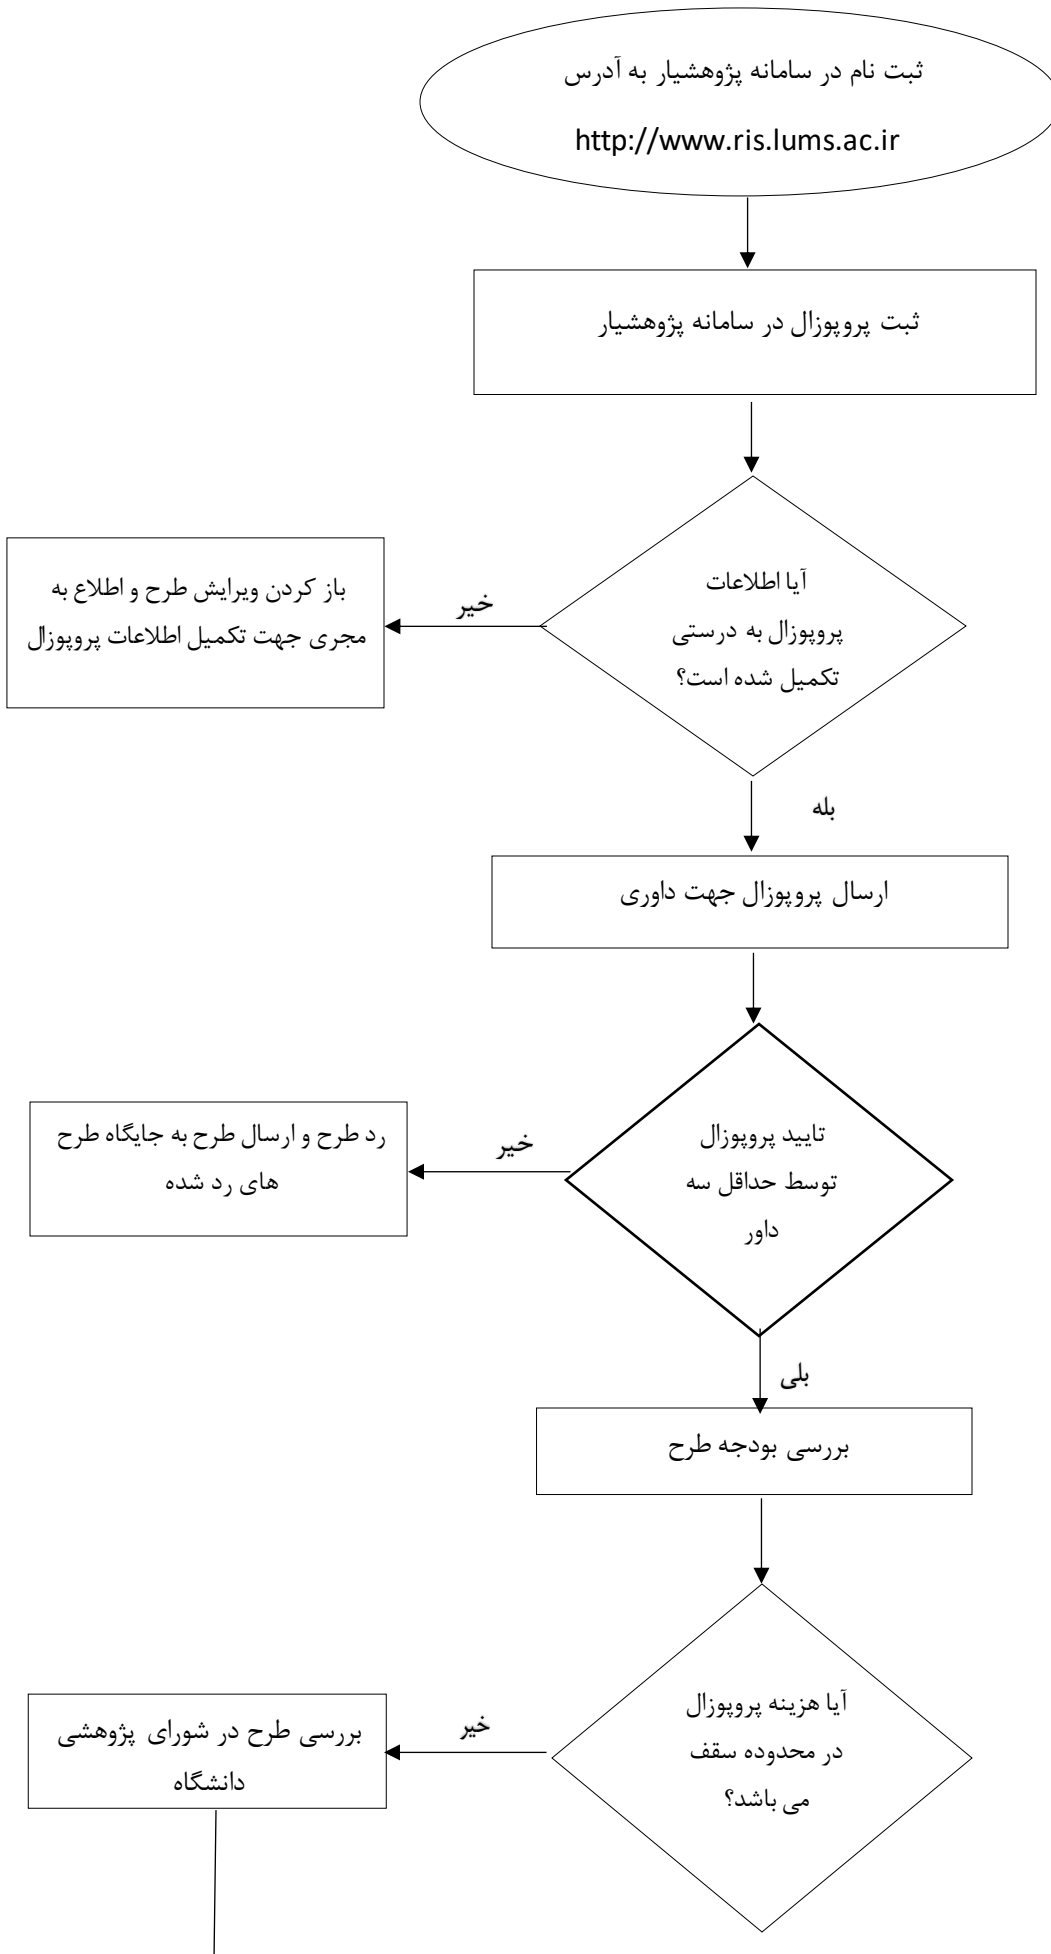 ثبت نام در سامانه پژوهشیار به آدرس
http://www.ris.lums.ac.ir
ثبت پروپوزال در سامانه پژوهشیار
آیا اطلاعات
پروپوزال به درستی
تکمیل شده است؟
خیر
باز کردن ویرایش طرح و اطلاع به
مجری جهت تکمیل اطلاعات پروپوزال
بله
ارسال پروپوزال جهت داوری
تایید پروپوزال
توسط حداقل سه
داور
خیر
رد طرح و ارسال طرح به جایگاه طرح
های رد شده
بلی
بررسی بودجه طرح
آیا هزینه پروپوزال
در محدوده سقف
می باشد؟
خیر
بررسی طرح در شورای پژوهشی
دانشگاه